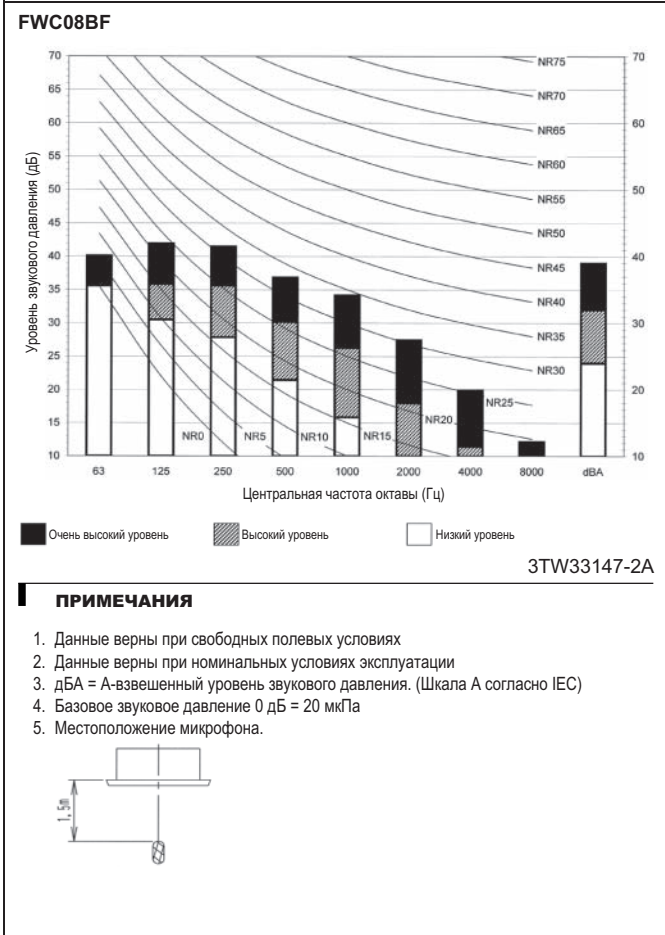 FWC08BF
70
65
60
55
50
45
40
35
30
25
20
15
10
Уровень звукового давления (дБ)
70
60
50
40
30
20
10
NR75
NR70
NR65
NR60
NR55
NR50
NR45
NR40
NR35
NR30
NR25
NR20
NR0 NR5 NR10 NR15
63 125 250 500 1000 2000 4000 8000 dBA
Центральная частота октавы (Гц)
Очень высокий уровень Высокий уровень Низкий уровень
3TW33147-2A
ПРИМЕЧАНИЯ
1. Данные верны при свободных полевых условиях
2. Данные верны при номинальных условиях эксплуатации
3. дБА = А-взвешенный уровень звукового давления. (Шкала А согласно IEC)
4. Базовое звуковое давление 0 дБ = 20 мкПа
5. Местоположение микрофона.
1,5m